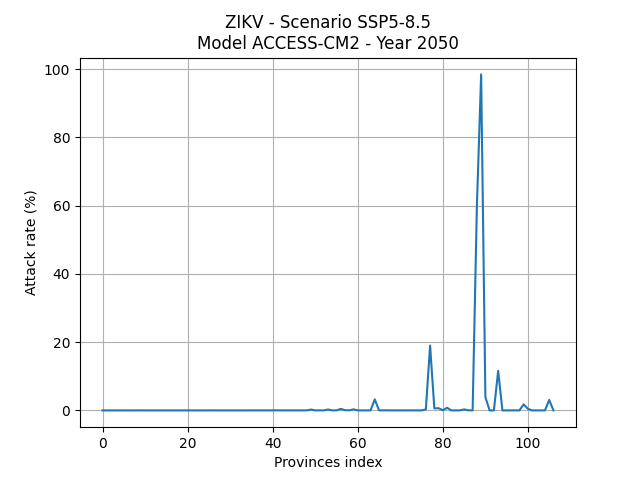 ZIKV - Scenario SSP5-8.5
Model ACCESS-CM2 - Year 2050
100
80
60
40
20
0
Attack rate (%)
0 20 40 60 80 100
Provinces index